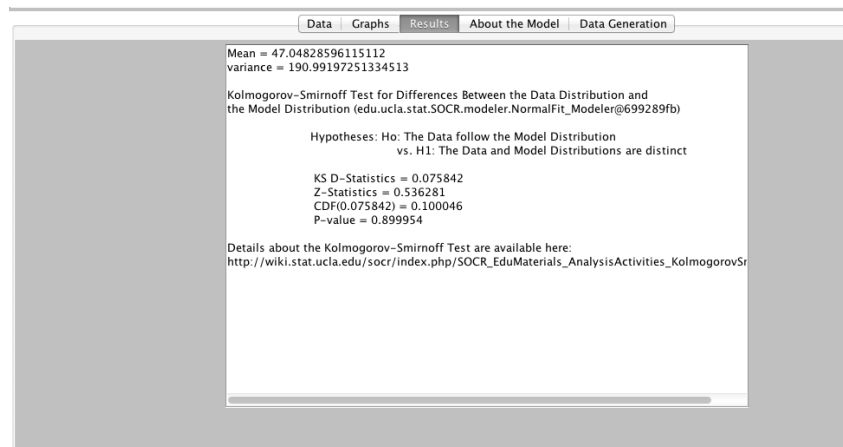 Data Graphs Results About the Model Data Generation
Mean = 47.04828596115112
variance = 190.99197251334513
Kolmogorov-Smirnoff Test for Differences Between the Data Distribution and
the Model Distribution (edu.ucla.stat.SOCR.modeler.NormalFit_Modeler@699289fb)
Hypotheses: Ho: The Data follow the Model Distribution
vs. H1: The Data and Model Distributions are distinct
KS D-Statistics = 0.075842
Z-Statistics = 0.536281
CDF(0.075842) = 0.100046
P-value = 0.899954
Details about the Kolmogorov-Smirnoff Test are available here:
http://wiki.stat.ucla.edu/socr/index.php/SOCR_EduMaterials_AnalysisActivities_KolmogorovSr